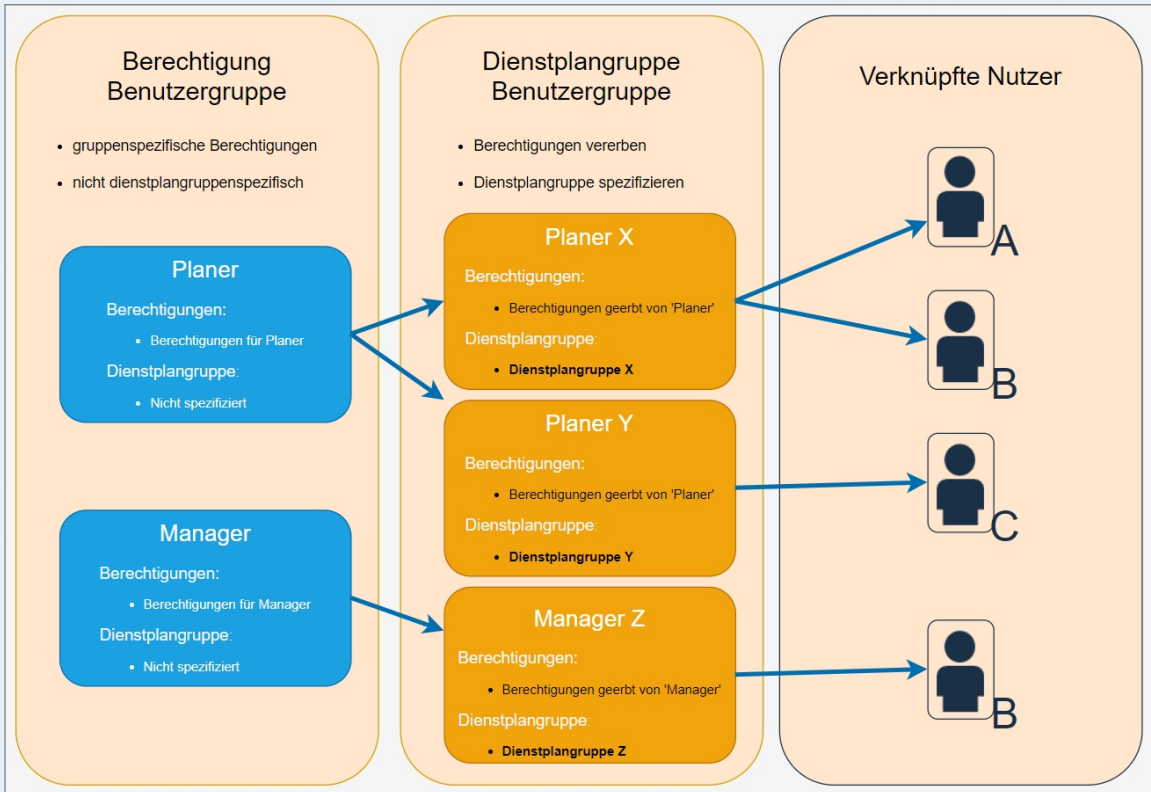 Berechtigung
Benutzergruppe
• gruppenspezifische Berechtigungen
• nicht dienstplangruppenspezifisch
Planer
Berechtigungen:
• Berechtigungen für Planer
Dienstplangruppe:
• Nicht spezifiziert
Manager
Berechtigungen:
• Berechtigungen für Manager
Dienstplangruppe:
• Nicht spezifiziert
Dienstplangruppe
Benutzergruppe
• Berechtigungen vererben
• Dienstplangruppe spezifizieren
Planer X
Berechtigungen:
• Berechtigungen geerbt von 'Planer'
Dienstplangruppe:
• Dienstplangruppe X
Planer Y
Berechtigungen:
• Berechtigungen geerbt von 'Planer'
Dienstplangruppe:
• Dienstplangruppe Y
Manager Z
Berechtigungen:
• Berechtigungen geerbt von 'Manager'
Dienstplangruppe:
• Dienstplangruppe Z
Verknüpfte Nutzer
A
B
C
B